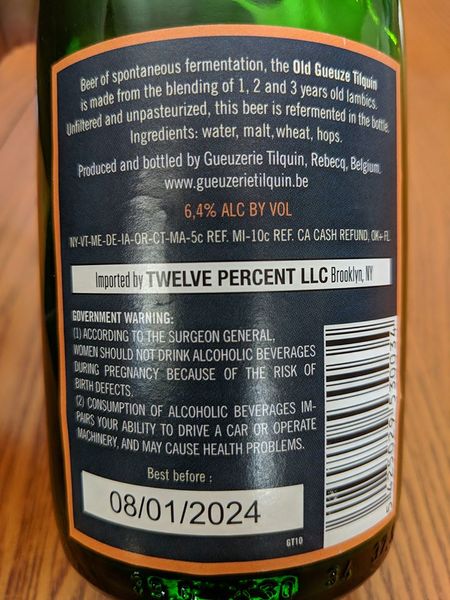 Beer of spontaneous fermentation, the Old Gueuze Tilquin
is made from the blending of 1, 2 and 3 years old lambics.
Unfiltered and unpasteurized, this beer is refermented in the bottle.
Ingredients: water, malt, wheat, hops.
Produced and bottled by Gueuzerie Tilquin, Rebecq, Belgium.
www.gueuzerietilquin.be
6,4% ALC BY VOL
NY-VT-ME-DE-IA-OR-CT-MA-5c REF. MI-10c REF. CA CASH REFUND, OK+ FL
Imported by TWELVE PERCENT LLC Brooklyn, NY
GOVERNMENT WARNING:
(1) ACCORDING TO THE SURGEON GENERAL,
WOMEN SHOULD NOT DRINK ALCOHOLIC BEVERAGES
DURING PREGNANCY BECAUSE OF THE RISK OF
BIRTH DEFECTS.
(2) CONSUMPTION OF ALCOHOLIC BEVERAGES IM-
PAIRS YOUR ABILITY TO DRIVE A CAR OR OPERATE
MACHINERY, AND MAY CAUSE HEALTH PROBLEMS.
Best before :
08/01/2024
GT10